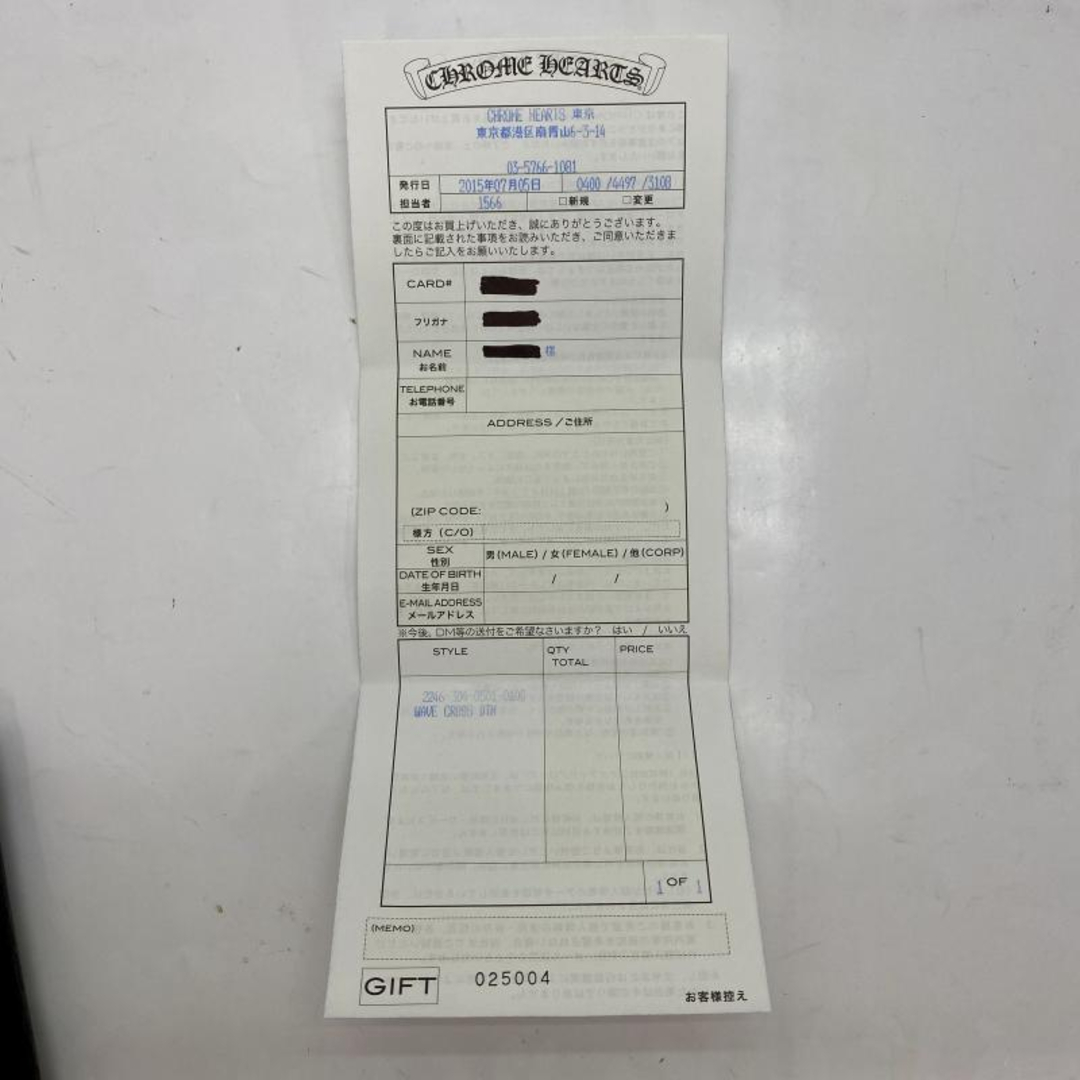 CHROME HEARTS
CHROME HEARTS 東京
東京都港区南青山6-3-14
03-5766-1081
発行日 2015年07月05日 0400 /4497 /3108
担当者 1566 □新規 □変更
この度はお買上げいただき、誠にありがとうございます。
裏面に記載された事項をお読みいただき、ご同意いただきま
したらご記入をお願いいたします。
CARD#
フリガナ
NAME 様
お名前
TELEPHONE
お電話番号
ADDRESS/ご住所
(ZIP CODE: )
様方 (C/O)
SEX
性別 男(MALE) / 女(FEMALE) / 他(CORP)
DATE OF BIRTH
生年月日 / /
E-MAIL ADDRESS
メールアドレス
※今後、DM等の送付をご希望なさいますか? はい / いいえ
STYLE QTY PRICE
TOTAL
WAVE CROSS
1 OF 1
(MEMO)
GIFT 025004
お客様控え